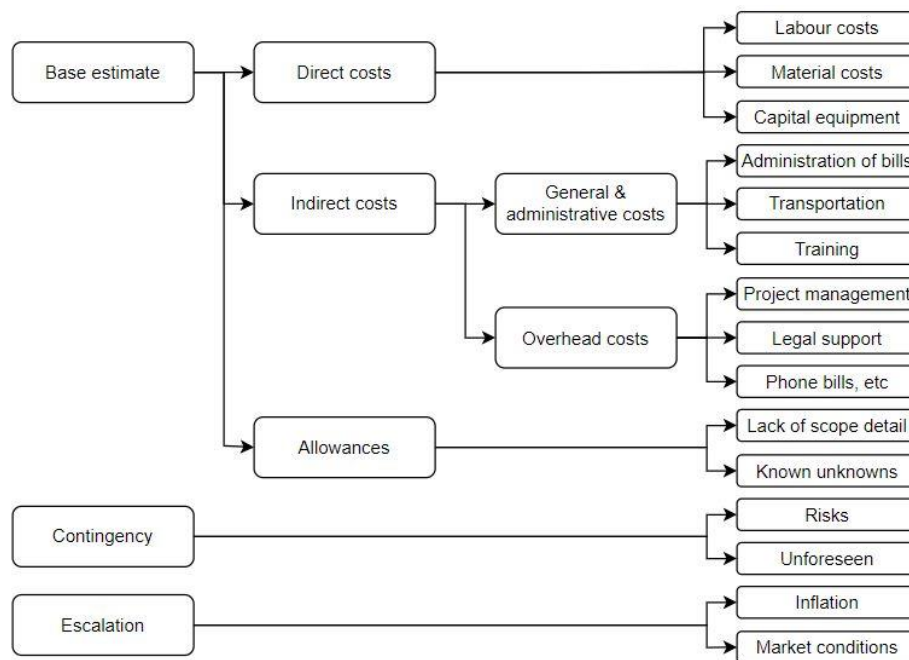 Labour costs
Base estimate
Direct costs
Material costs
Capital equipment
Administration of bills
Indirect costs
General &
administrative costs
Transportation
Training
Project management
Overhead costs
Legal support
Phone bills, etc
Lack of scope detail
Allowances
Known unknowns
Risks
Contingency
Unforeseen
Inflation
Escalation
Market conditions